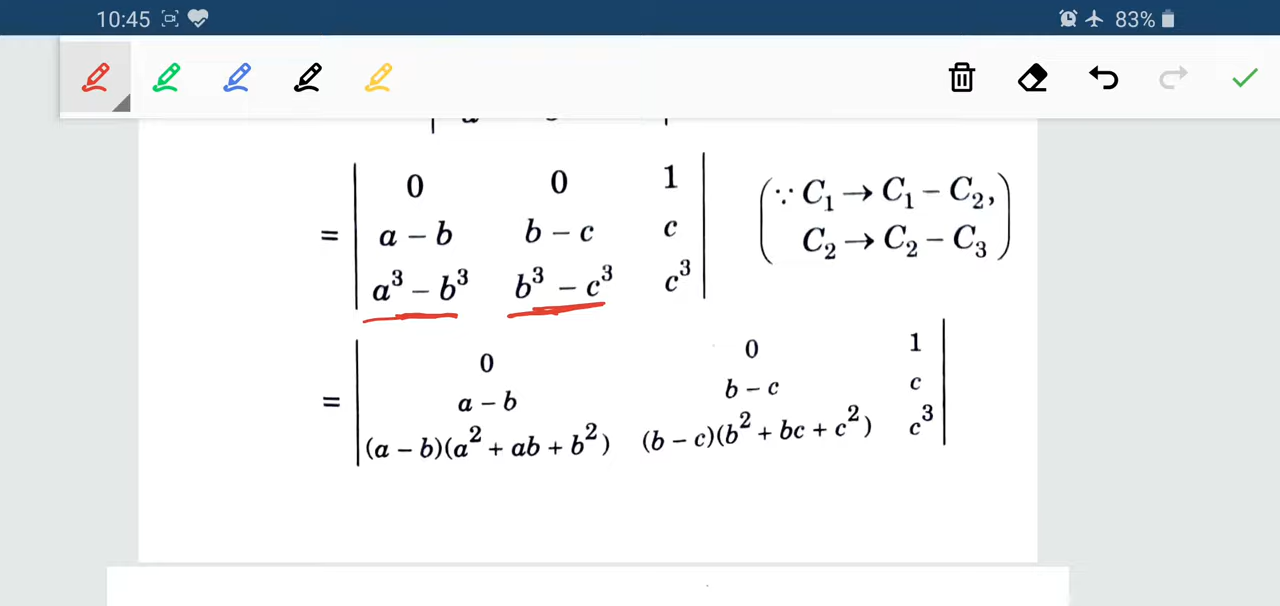 10:45 83%
= | 0 0 1 | (∵ C₁ → C₁ − C₂,
| a − b b − c c | C₂ → C₂ − C₃)
| a³ − b³ b³ − c³ c³ |
= | 0 0 1 |
| a − b b − c c |
| (a − b)(a² + ab + b²) (b − c)(b² + bc + c²) c³ |